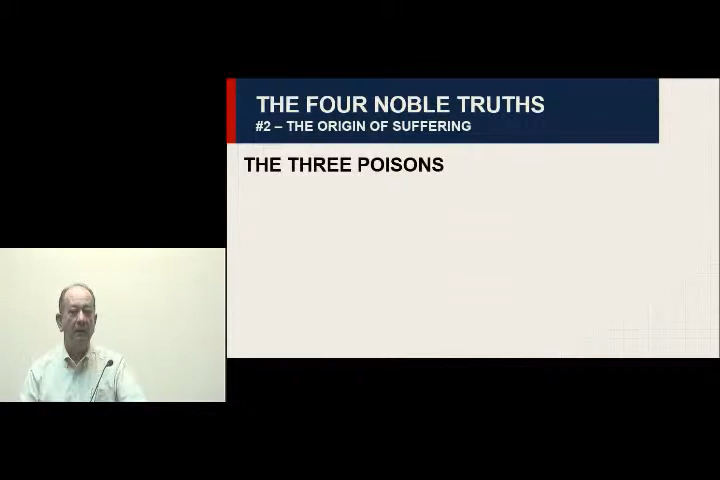 THE FOUR NOBLE TRUTHS
#2 – THE ORIGIN OF SUFFERING
THE THREE POISONS